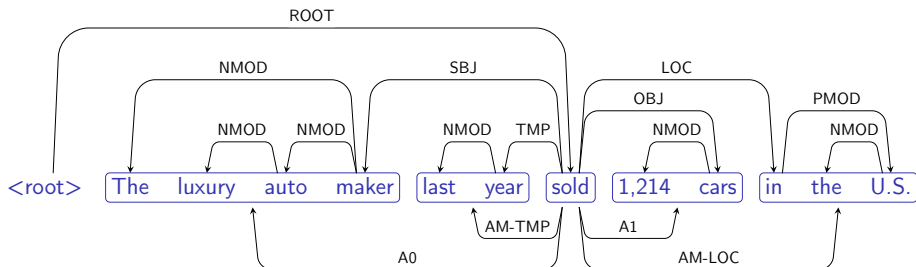 ROOT
NMOD SBJ LOC
OBJ PMOD
NMOD NMOD NMOD TMP NMOD NMOD
<root> The luxury auto maker last year sold 1,214 cars in the U.S.
AM-TMP A1
A0 AM-LOC